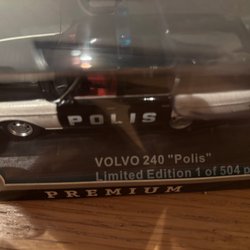 POLIS
VOLVO 240 "Polis"
Limited Edition 1 of 504 p
PREMIUM